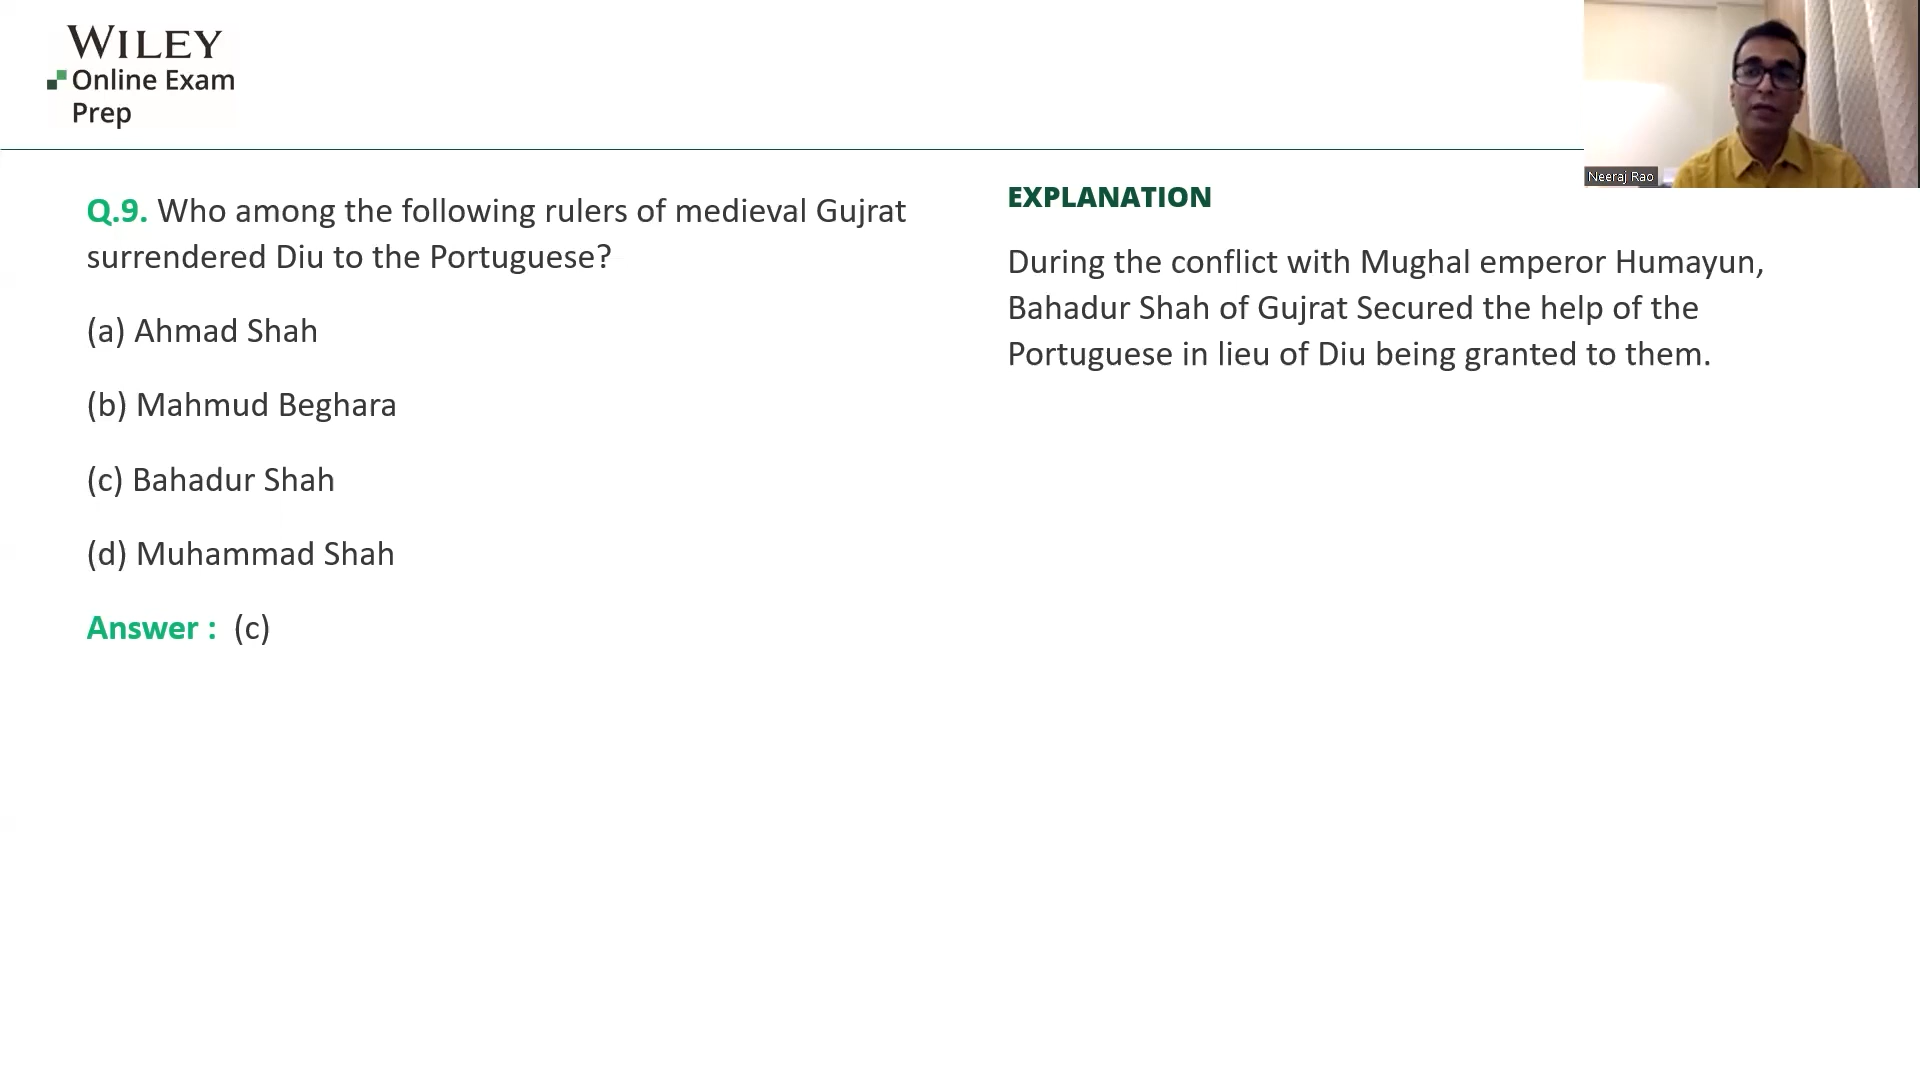 WILEY
Online Exam
Prep
Neeraj Rao
Q.9. Who among the following rulers of medieval Gujrat
surrendered Diu to the Portuguese?
(a) Ahmad Shah
(b) Mahmud Beghara
(c) Bahadur Shah
(d) Muhammad Shah
Answer : (c)
EXPLANATION
During the conflict with Mughal emperor Humayun,
Bahadur Shah of Gujrat Secured the help of the
Portuguese in lieu of Diu being granted to them.